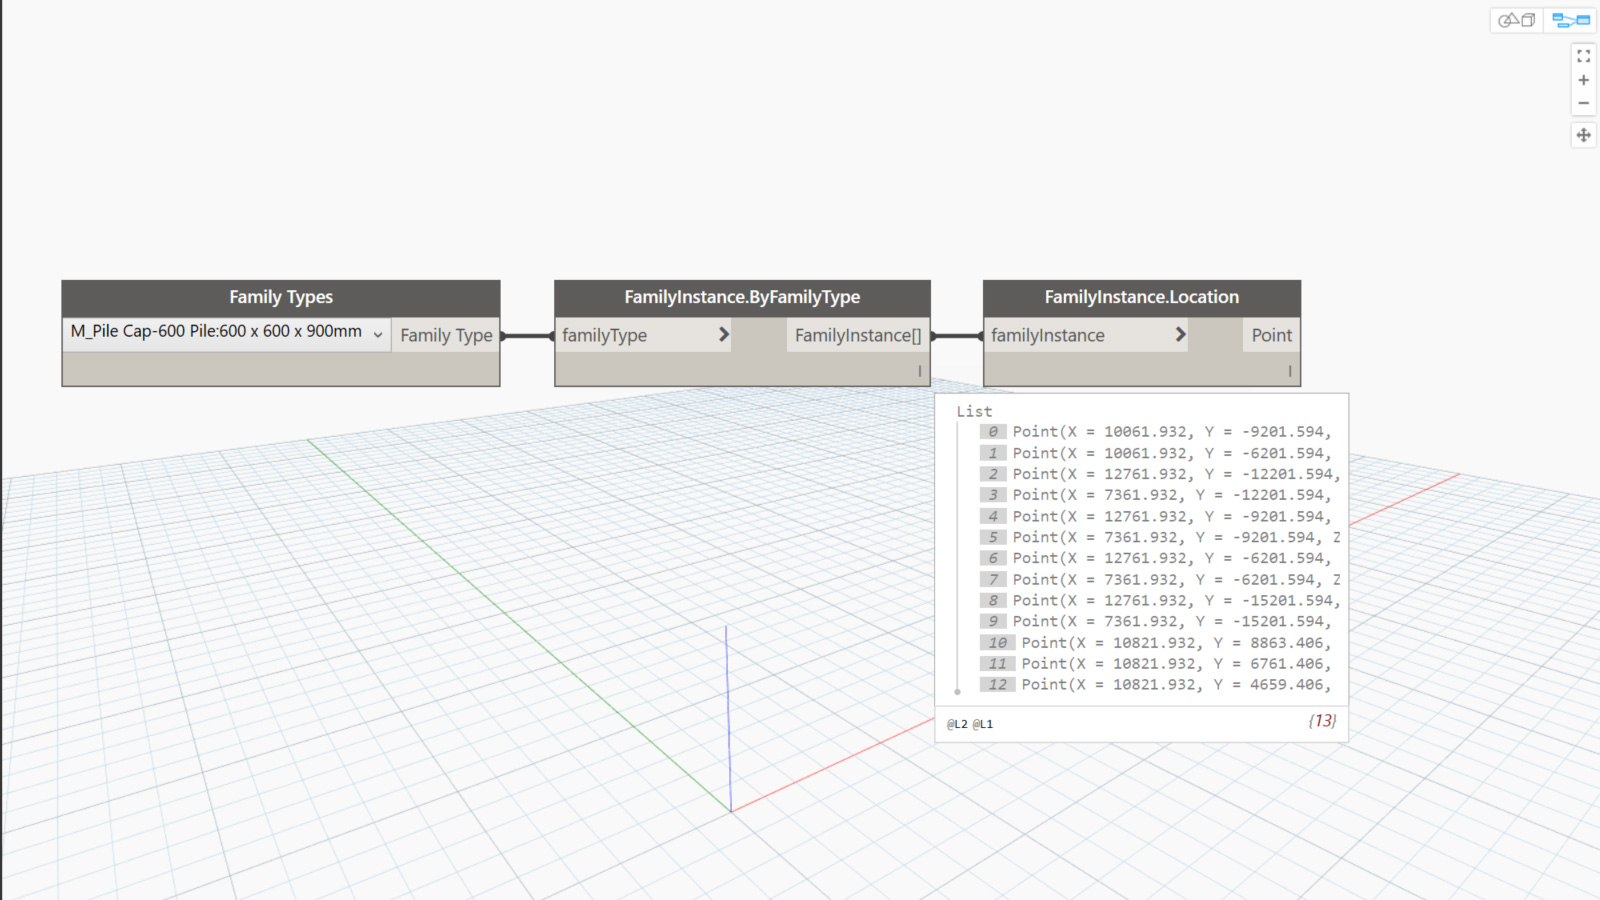 Family Types
M_Pile Cap-600 Pile:600 x 600 x 900mm
Family Type
FamilyInstance.ByFamilyType
familyType >
FamilyInstance[]
FamilyInstance.Location
familyInstance >
Point
List
0 Point(X = 10061.932, Y = -9201.594,
1 Point(X = 10061.932, Y = -6201.594,
2 Point(X = 12761.932, Y = -12201.594,
3 Point(X = 7361.932, Y = -12201.594,
4 Point(X = 12761.932, Y = -9201.594,
5 Point(X = 7361.932, Y = -9201.594, Z
6 Point(X = 12761.932, Y = -6201.594,
7 Point(X = 7361.932, Y = -6201.594, Z
8 Point(X = 12761.932, Y = -15201.594,
9 Point(X = 7361.932, Y = -15201.594,
10 Point(X = 10821.932, Y = 8863.406,
11 Point(X = 10821.932, Y = 6761.406,
12 Point(X = 10821.932, Y = 4659.406,
@L2 @L1 {13}